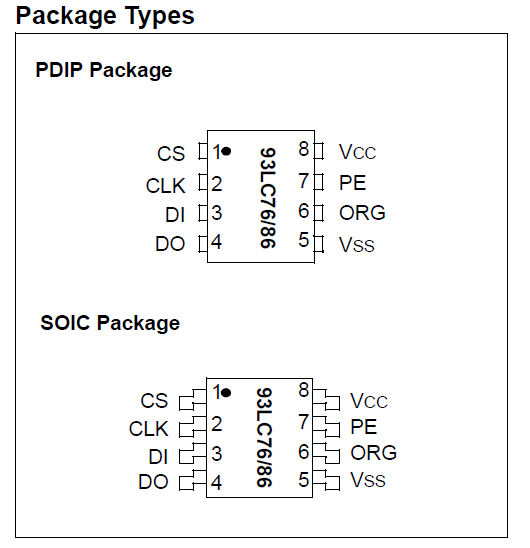 Package Types
PDIP Package
CS 1 8 VCC
CLK 2 7 PE
DI 3 6 ORG
DO 4 5 VSS
93LC76/86
SOIC Package
CS 1 8 VCC
CLK 2 7 PE
DI 3 6 ORG
DO 4 5 VSS
93LC76/86